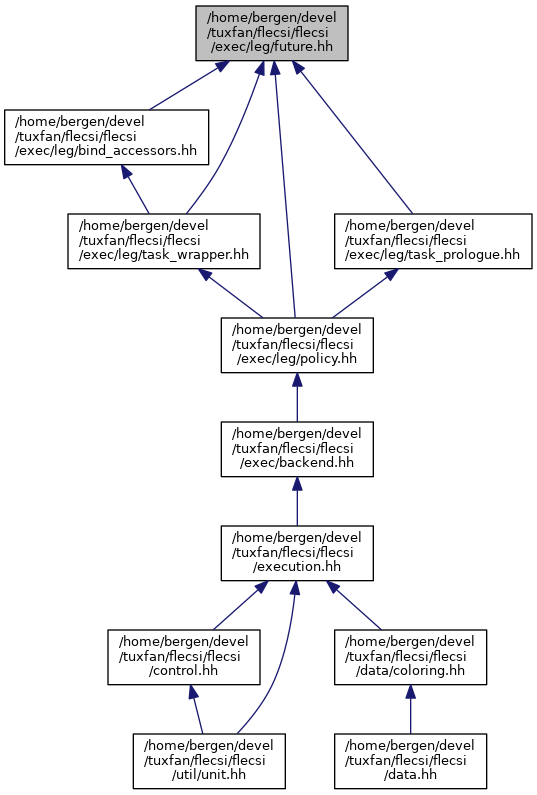 /home/bergen/devel
/tuxfan/flecsi/flecsi
/exec/leg/future.hh
/home/bergen/devel
/tuxfan/flecsi/flecsi
/exec/leg/bind_accessors.hh
/home/bergen/devel
/tuxfan/flecsi/flecsi
/exec/leg/task_wrapper.hh
/home/bergen/devel
/tuxfan/flecsi/flecsi
/exec/leg/task_prologue.hh
/home/bergen/devel
/tuxfan/flecsi/flecsi
/exec/leg/policy.hh
/home/bergen/devel
/tuxfan/flecsi/flecsi
/exec/backend.hh
/home/bergen/devel
/tuxfan/flecsi/flecsi
/execution.hh
/home/bergen/devel
/tuxfan/flecsi/flecsi
/control.hh
/home/bergen/devel
/tuxfan/flecsi/flecsi
/data/coloring.hh
/home/bergen/devel
/tuxfan/flecsi/flecsi
/util/unit.hh
/home/bergen/devel
/tuxfan/flecsi/flecsi
/data.hh